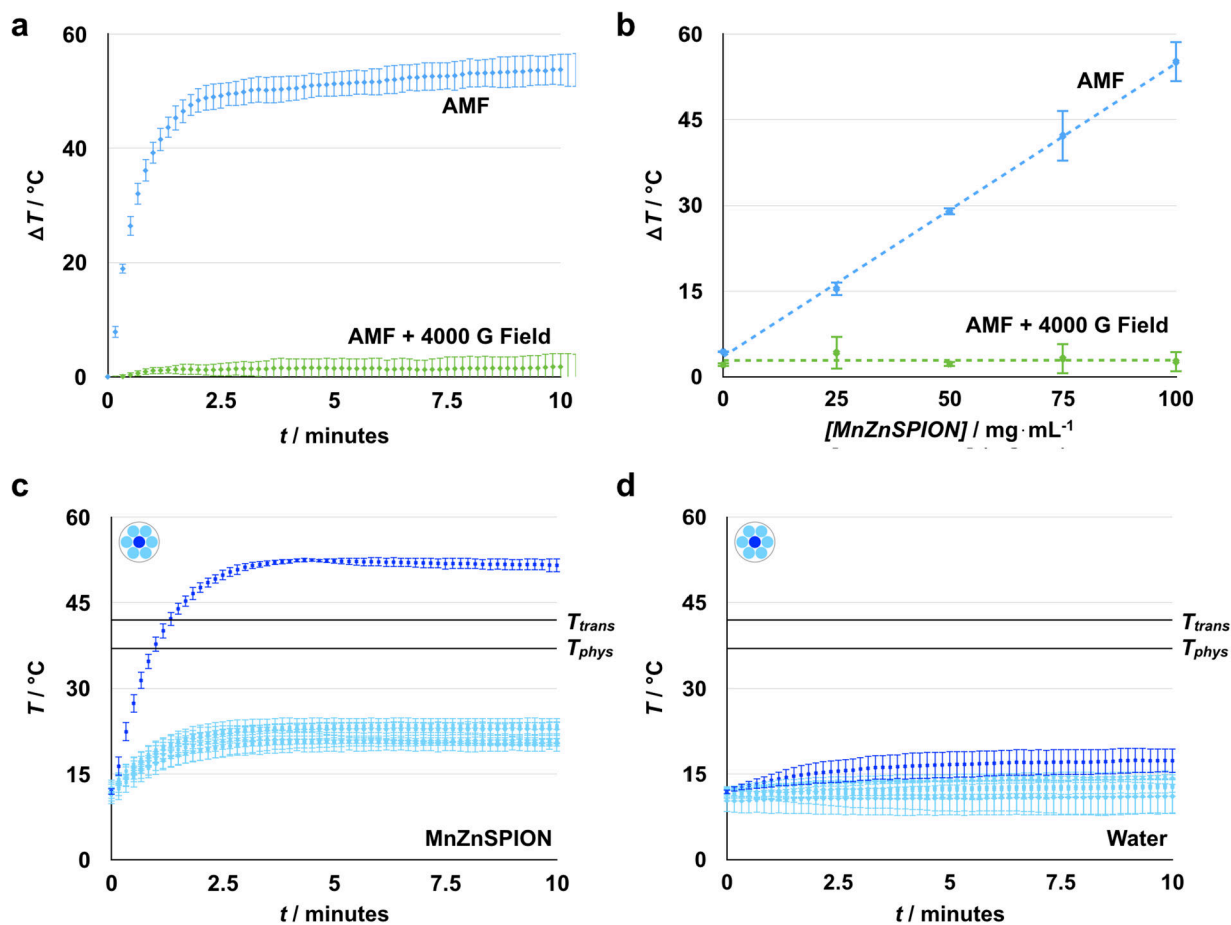 a
60
40
20
0
ΔT / °C
AMF
AMF + 4000 G Field
0
2.5
5
7.5
10
t / minutes
b
60
45
30
15
0
ΔT / °C
AMF
AMF + 4000 G Field
0
25
50
75
100
[MnZnSPION] / mg·mL-1
c
60
45
30
15
0
T / °C
Ttrans
Tphys
MnZnSPION
0
2.5
5
7.5
10
t / minutes
d
60
45
30
15
0
T / °C
Ttrans
Tphys
Water
0
2.5
5
7.5
10
t / minutes